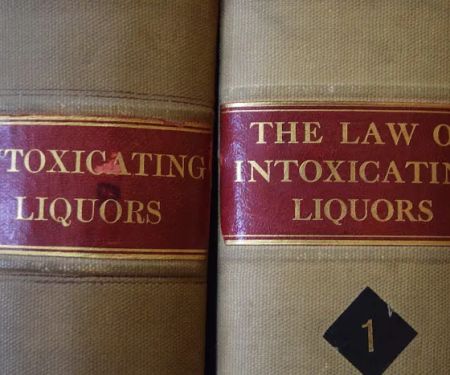 NTOXICATING
LIQUORS
THE LAW O
INTOXICATIN
LIQUORS
1